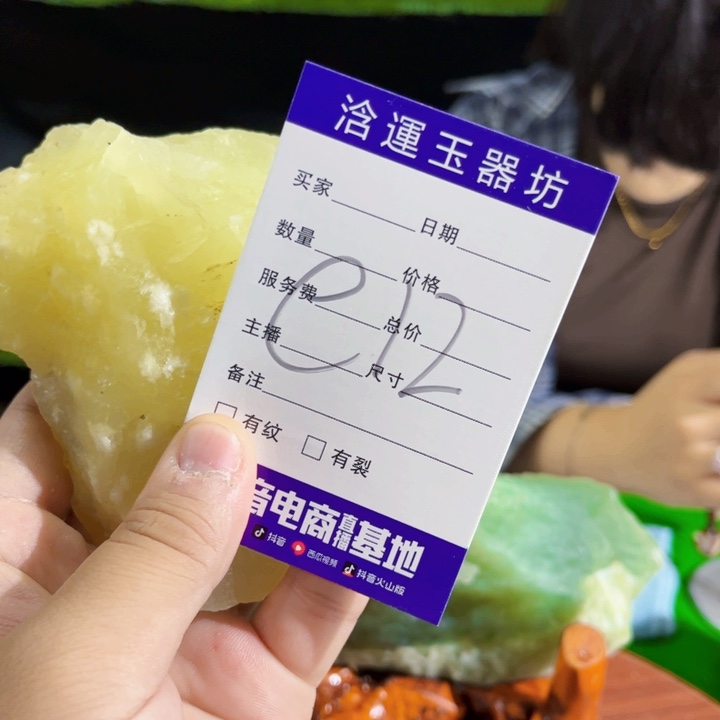 浛運玉器坊
买家 日期
数量 价格
服务费 总价
主播 尺寸
C12
备注
有纹 有裂
音电商直播基地
抖音 西瓜视频 抖音火山版